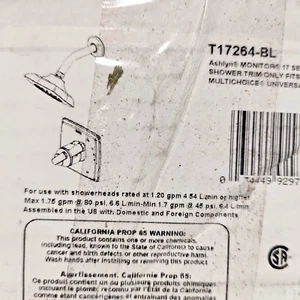 T17264-BL
Ashlyn® MONITOR® 17 SE
SHOWER TRIM ONLY FITS
MULTICHOICE® UNIVERSA
0 34449 9297
For use with showerheads rated at 1.20 gpm 4.54 L/min or higher
Max 1.75 gpm @ 80 psi, 6.6 L/min-Min 1.7 gpm @ 45 psi, 6.4 L/min
Assembled in the US with Domestic and Foreign Components
CALIFORNIA PROP 65 WARNING:
This product contains one or more chemicals,
including lead, known to the State of California to cause
cancer and birth defects or other reproductive harm.
Wash hands after installing or removing this product.
Avertissement, Californie Prop 65:
Ce produit contient un ou plusieurs produits chimiques
incluant le plomb, reconnu par l'État de la Californie
comme étant cancérigènes et entraînant des anomalies